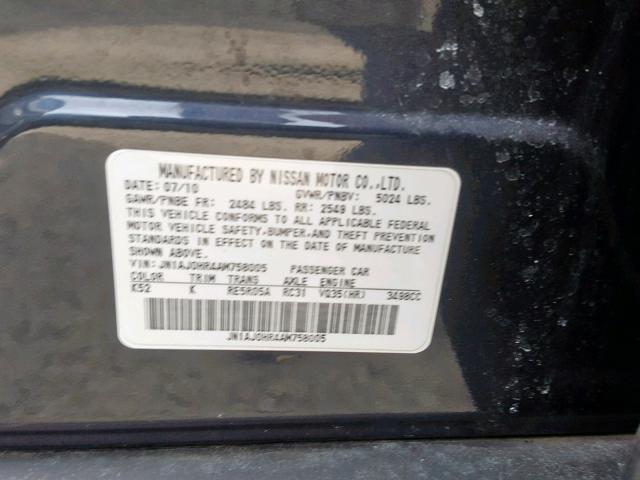 MANUFACTURED BY NISSAN MOTOR CO.,LTD.
DATE: 07/10 GVWR/PNBV: 5024 LBS.
GAWR/PNBE FR: 2484 LBS. RR: 2549 LBS.
THIS VEHICLE CONFORMS TO ALL APPLICABLE FEDERAL
MOTOR VEHICLE SAFETY,BUMPER,AND THEFT PREVENTION
STANDARDS IN EFFECT ON THE DATE OF MANUFACTURE
SHOWN ABOVE.
VIN: JN1AJ0HR4AM758005 PASSENGER CAR
COLOR TRIM TRANS AXLE ENGINE
K52 K RE5R05A RC31 VQ35(HR) 3498CC
JN1AJ0HR4AM758005